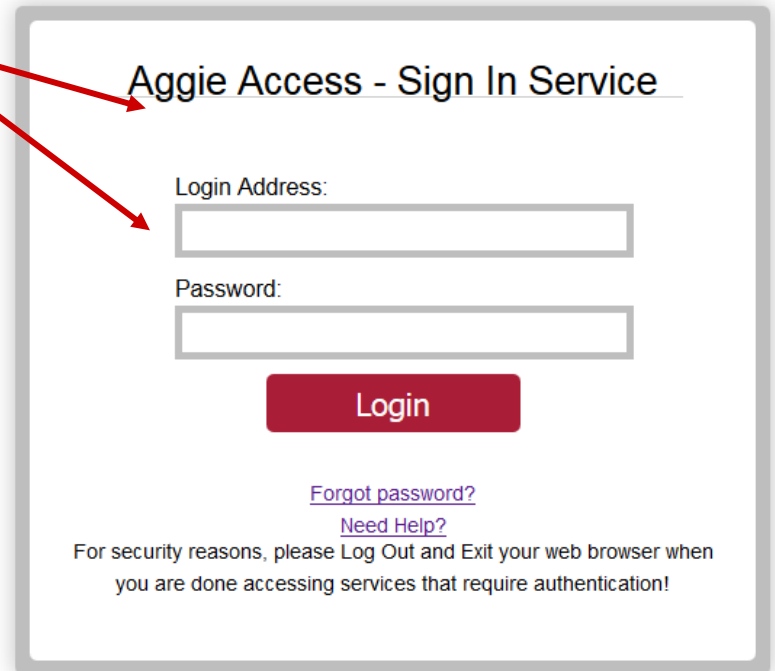 Aggie Access - Sign In Service
Login Address:
Password:
Login
Forgot password?
Need Help?
For security reasons, please Log Out and Exit your web browser when
you are done accessing services that require authentication!